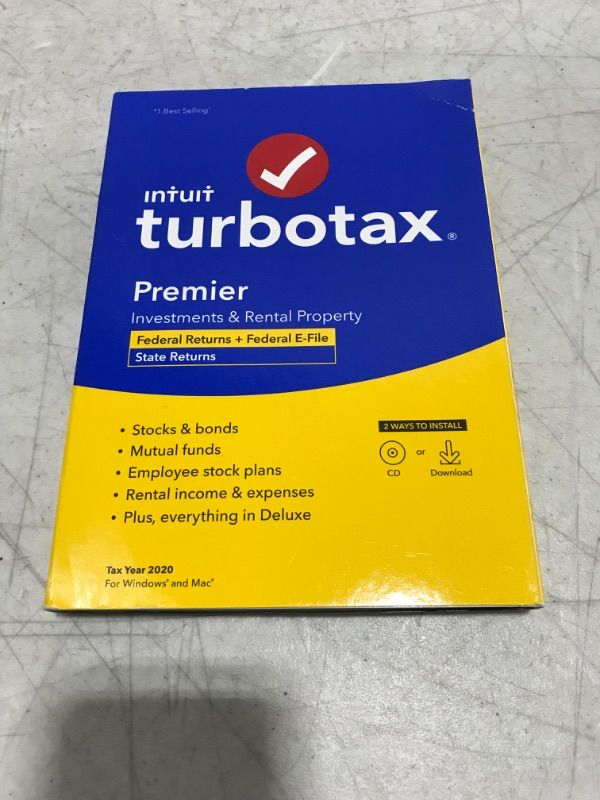 #1 Best Selling
intuit
turbotax®
Premier
Investments & Rental Property
Federal Returns + Federal E-File
State Returns
• Stocks & bonds
• Mutual funds
• Employee stock plans
• Rental income & expenses
• Plus, everything in Deluxe
2 WAYS TO INSTALL
CD or Download
Tax Year 2020
For Windows® and Mac®